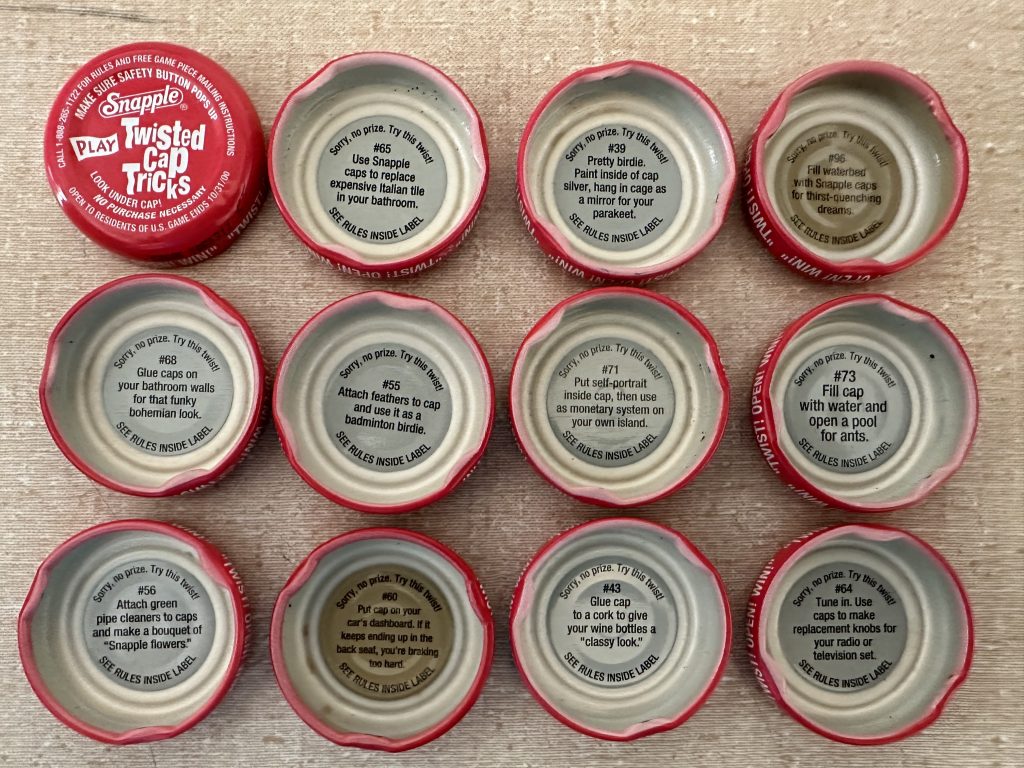 CALL 1-888-265-1122 FOR RULES AND FREE GAME PIECE MAILING INSTRUCTIONS
MAKE SURE SAFETY BUTTON POPS UP
Snapple®
PLAY Twisted
Cap
Tricks
LOOK UNDER CAP!
NO PURCHASE NECESSARY
OPEN TO RESIDENTS OF U.S. GAME ENDS 10/31/00
Sorry, no prize. Try this twist!
#65
Use Snapple
caps to replace
expensive Italian tile
in your bathroom.
SEE RULES INSIDE LABEL
"TWIST! OPEN! WIN!
Sorry, no prize. Try this twist!
#39
Pretty birdie.
Paint inside of cap
silver, hang in cage as
a mirror for your
parakeet.
SEE RULES INSIDE LABEL
Sorry, no prize. Try this twist!
#96
Fill waterbed
with Snapple caps
for thirst-quenching
dreams.
SEE RULES INSIDE LABEL
OPEN! WIN!"
"TWIST!
Sorry, no prize. Try this twist!
#68
Glue caps on
your bathroom walls
for that funky
bohemian look.
SEE RULES INSIDE LABEL
Sorry, no prize. Try this twist!
#55
Attach feathers to cap
and use it as a
badminton birdie.
SEE RULES INSIDE LABEL
Sorry, no prize. Try this twist!
#71
Put self-portrait
inside cap, then use
as monetary system on
your own island.
SEE RULES INSIDE LABEL
Sorry, no prize. Try this twist!
#73
Fill cap
with water and
open a pool
for ants.
SEE RULES INSIDE LABEL
"TWIST! OPEN! WIN!
Sorry, no prize. Try this twist!
#56
Attach green
pipe cleaners to caps
and make a bouquet of
"Snapple flowers."
SEE RULES INSIDE LABEL
Sorry, no prize. Try this twist!
#60
Put cap on your
car's dashboard. If it
keeps ending up in the
back seat, you're braking
too hard.
SEE RULES INSIDE LABEL
Sorry, no prize. Try this twist!
#43
Glue cap
to a cork to give
your wine bottles a
"classy look."
SEE RULES INSIDE LABEL
Sorry, no prize. Try this twist!
#64
Tune in. Use
caps to make
replacement knobs for
your radio or
television set.
SEE RULES INSIDE LABEL
OPEN! WIN!